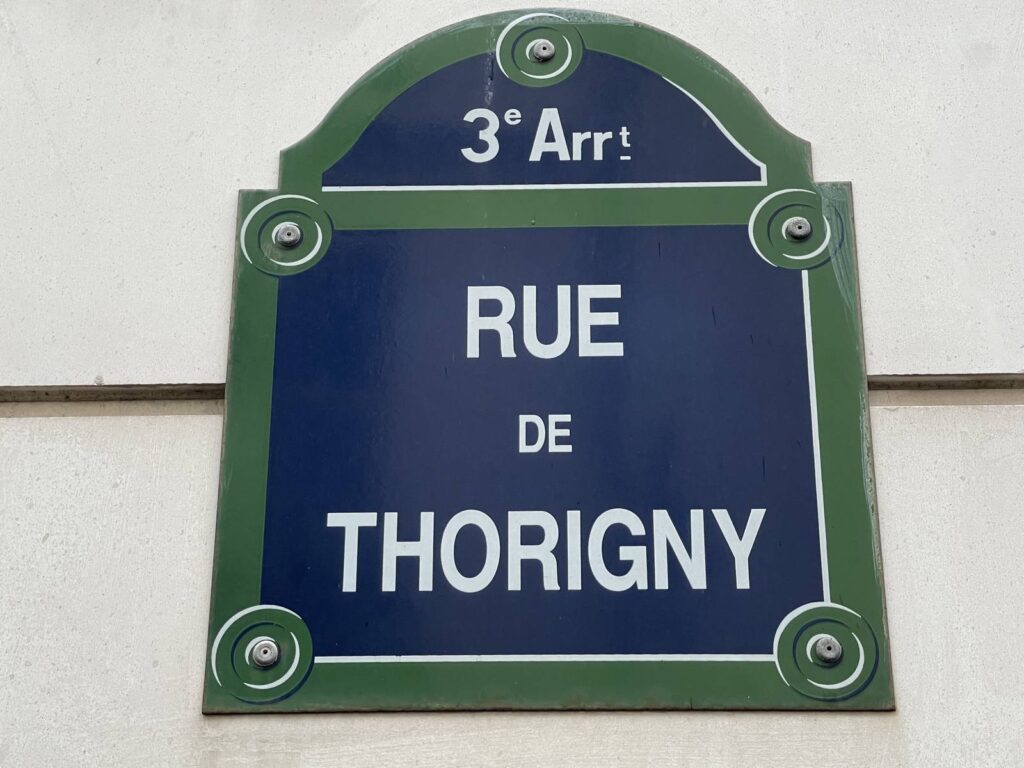 3e Arrt
RUE
DE
THORIGNY